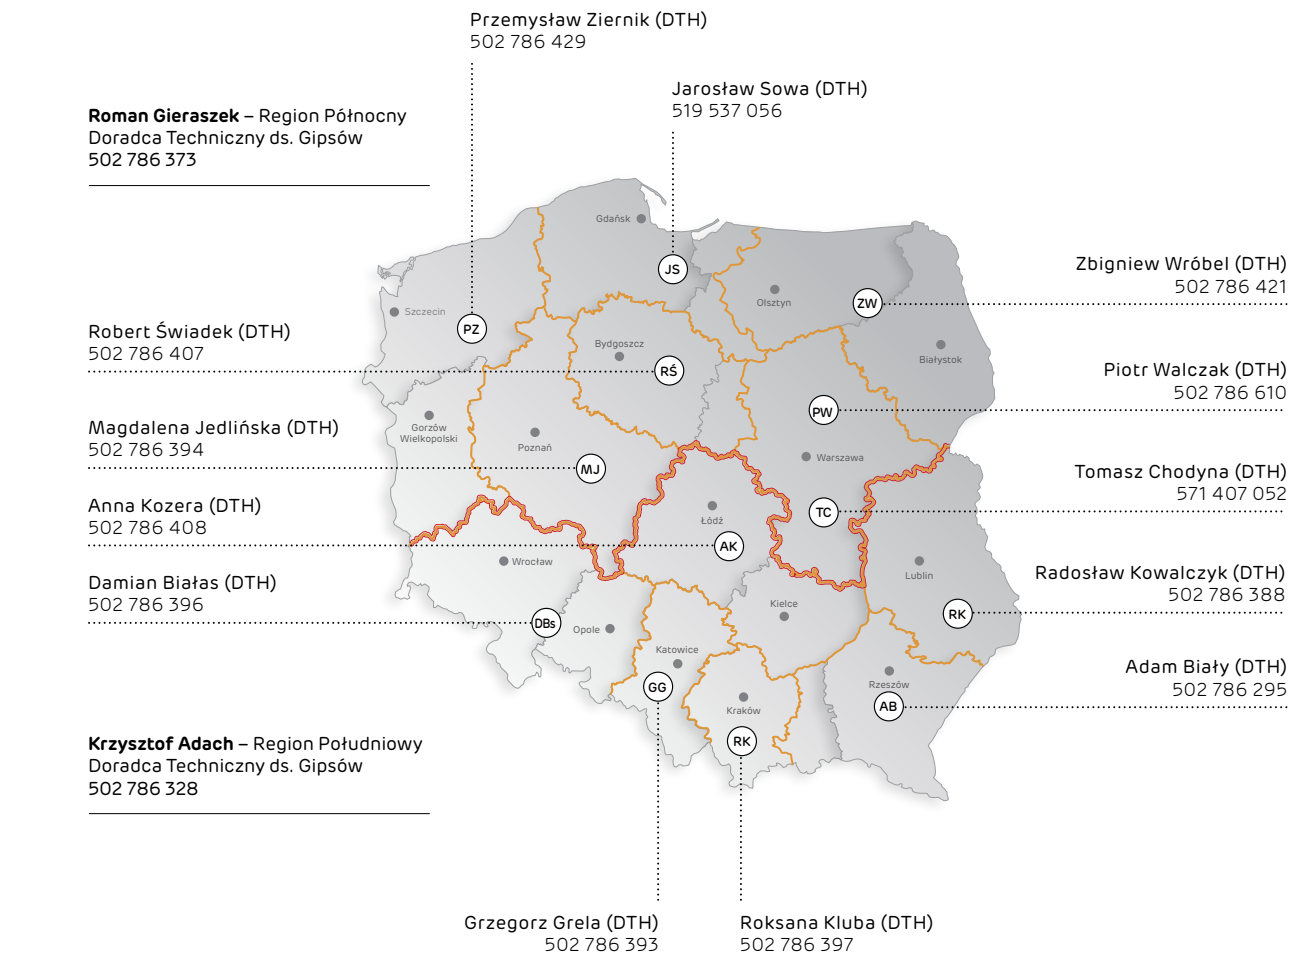 Przemysław Ziernik (DTH)
502 786 429
Jarosław Sowa (DTH)
519 537 056
Roman Gieraszek – Region Północny
Doradca Techniczny ds. Gipsów
502 786 373
Zbigniew Wróbel (DTH)
502 786 421
Robert Świadek (DTH)
502 786 407
Piotr Walczak (DTH)
502 786 610
Magdalena Jedlińska (DTH)
502 786 394
Tomasz Chodyna (DTH)
571 407 052
Anna Kozera (DTH)
502 786 408
Radosław Kowalczyk (DTH)
502 786 388
Damian Białas (DTH)
502 786 396
Adam Biały (DTH)
502 786 295
Krzysztof Adach – Region Południowy
Doradca Techniczny ds. Gipsów
502 786 328
Grzegorz Grela (DTH)
502 786 393
Roksana Kluba (DTH)
502 786 397
Gdańsk
JS
Olsztyn
ZW
Szczecin
PZ
Bydgoszcz
RŚ
Białystok
Gorzów
Wielkopolski
PW
Poznań
MJ
Warszawa
Łódź
TC
AK
Wrocław
Lublin
Kielce
RK
DBs
Opole
Katowice
GG
Rzeszów
AB
Kraków
RK